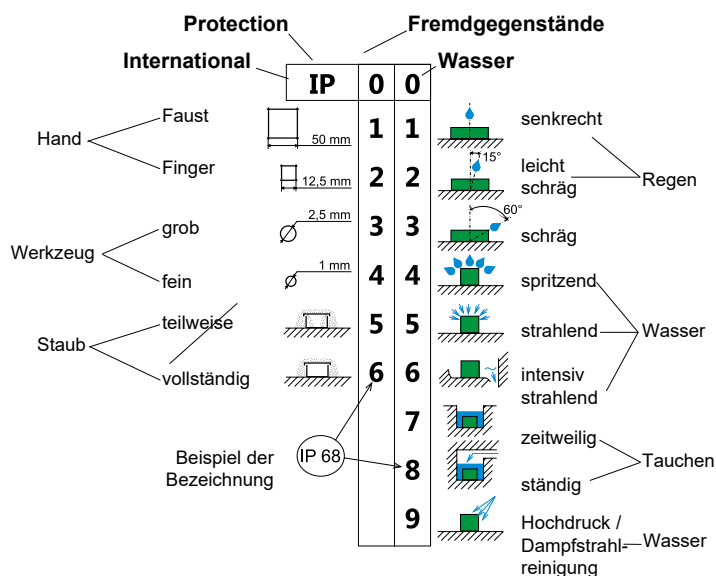 Protection
Fremdgegenstände
International
Wasser
IP 0 0
Hand
Faust
50 mm
1 1
senkrecht
Finger
12,5 mm
2 2
15°
leicht
schräg
Regen
Werkzeug
grob
2,5 mm
3 3
60°
schräg
fein
1 mm
4 4
spritzend
Staub
teilweise
5 5
strahlend
Wasser
vollständig
6 6
intensiv
strahlend
7
zeitweilig
Beispiel der
Bezeichnung
IP 68
8
ständig
Tauchen
9
Hochdruck /
Dampfstrahl-
reinigung
Wasser